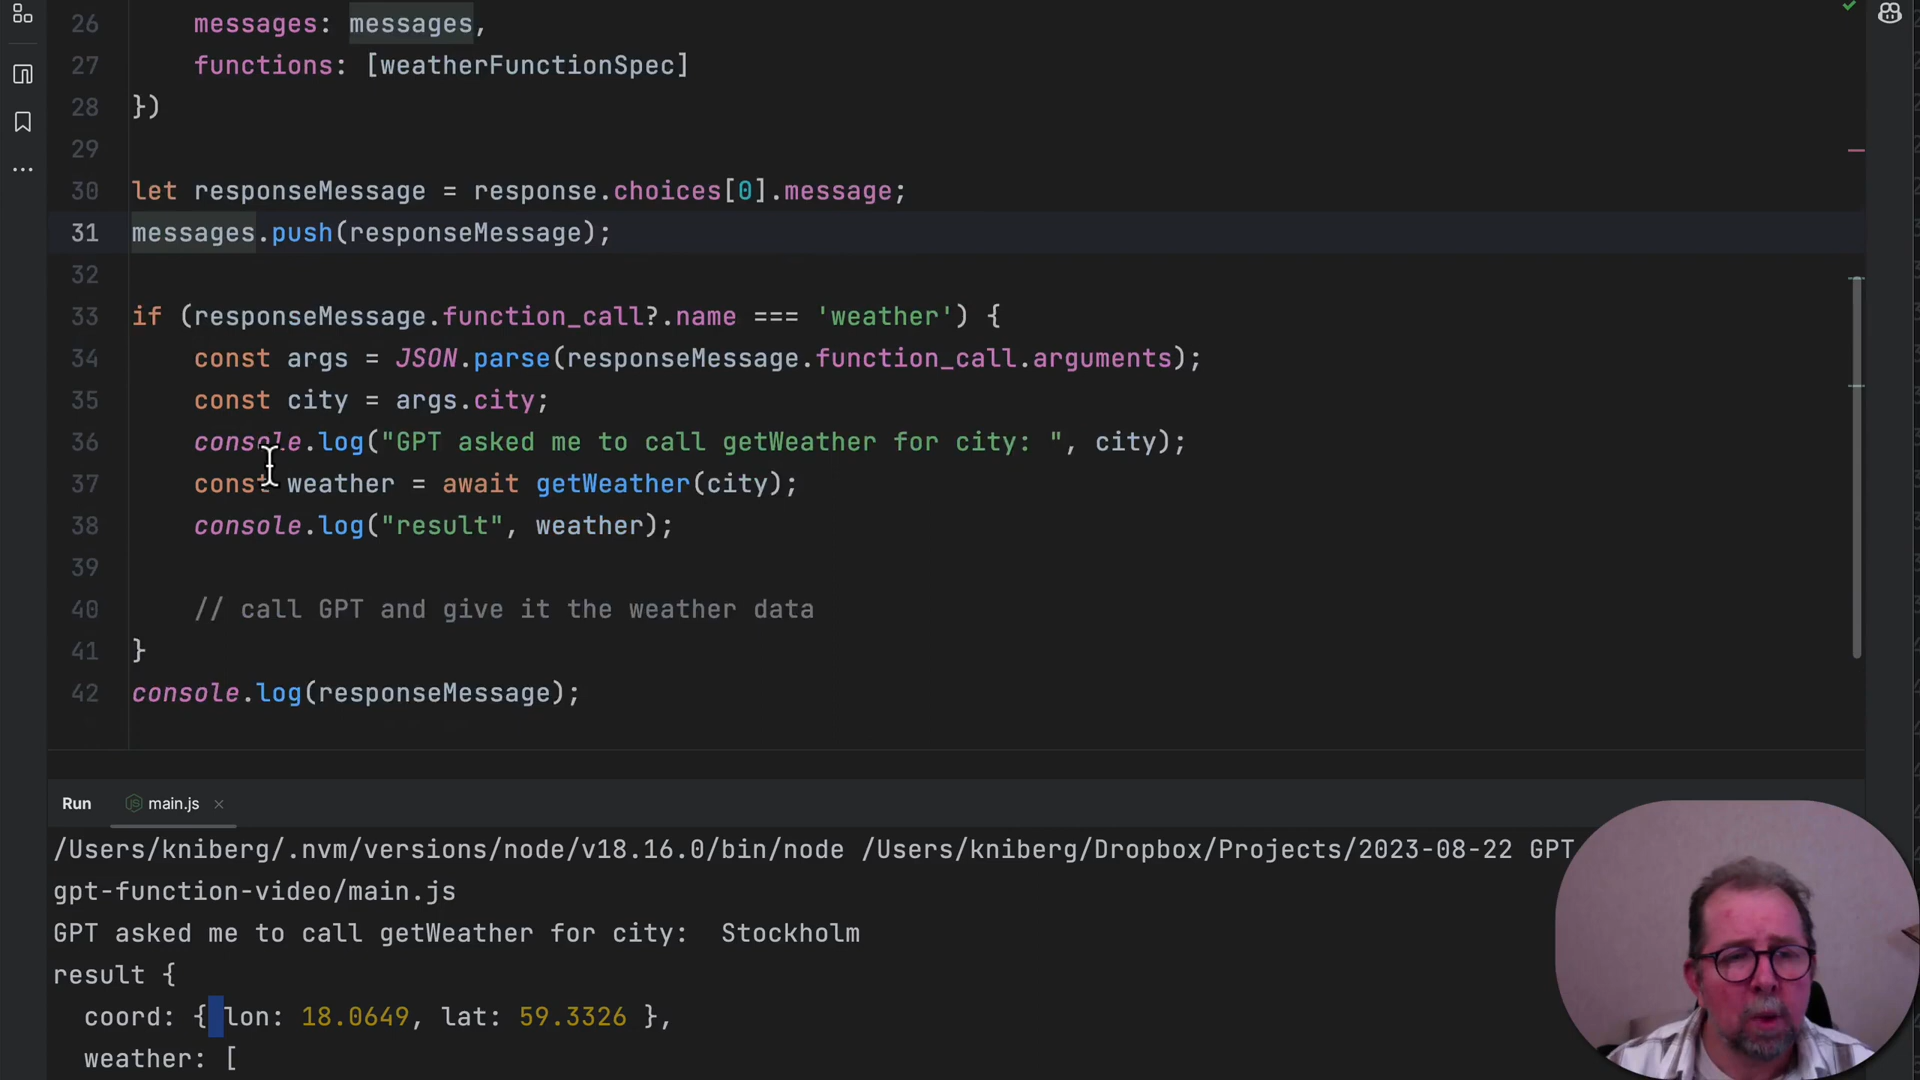 26 messages: messages,
27 functions: [weatherFunctionSpec]
28 })
29
30 let responseMessage = response.choices[0].message;
31 messages.push(responseMessage);
32
33 if (responseMessage.function_call?.name === 'weather') {
34 const args = JSON.parse(responseMessage.function_call.arguments);
35 const city = args.city;
36 console.log("GPT asked me to call getWeather for city: ", city);
37 const weather = await getWeather(city);
38 console.log("result", weather);
39
40 // call GPT and give it the weather data
41 }
42 console.log(responseMessage);
Run main.js
/Users/kniberg/.nvm/versions/node/v18.16.0/bin/node /Users/kniberg/Dropbox/Projects/2023-08-22 GPT
gpt-function-video/main.js
GPT asked me to call getWeather for city:  Stockholm
result {
coord: { lon: 18.0649, lat: 59.3326 },
weather: [